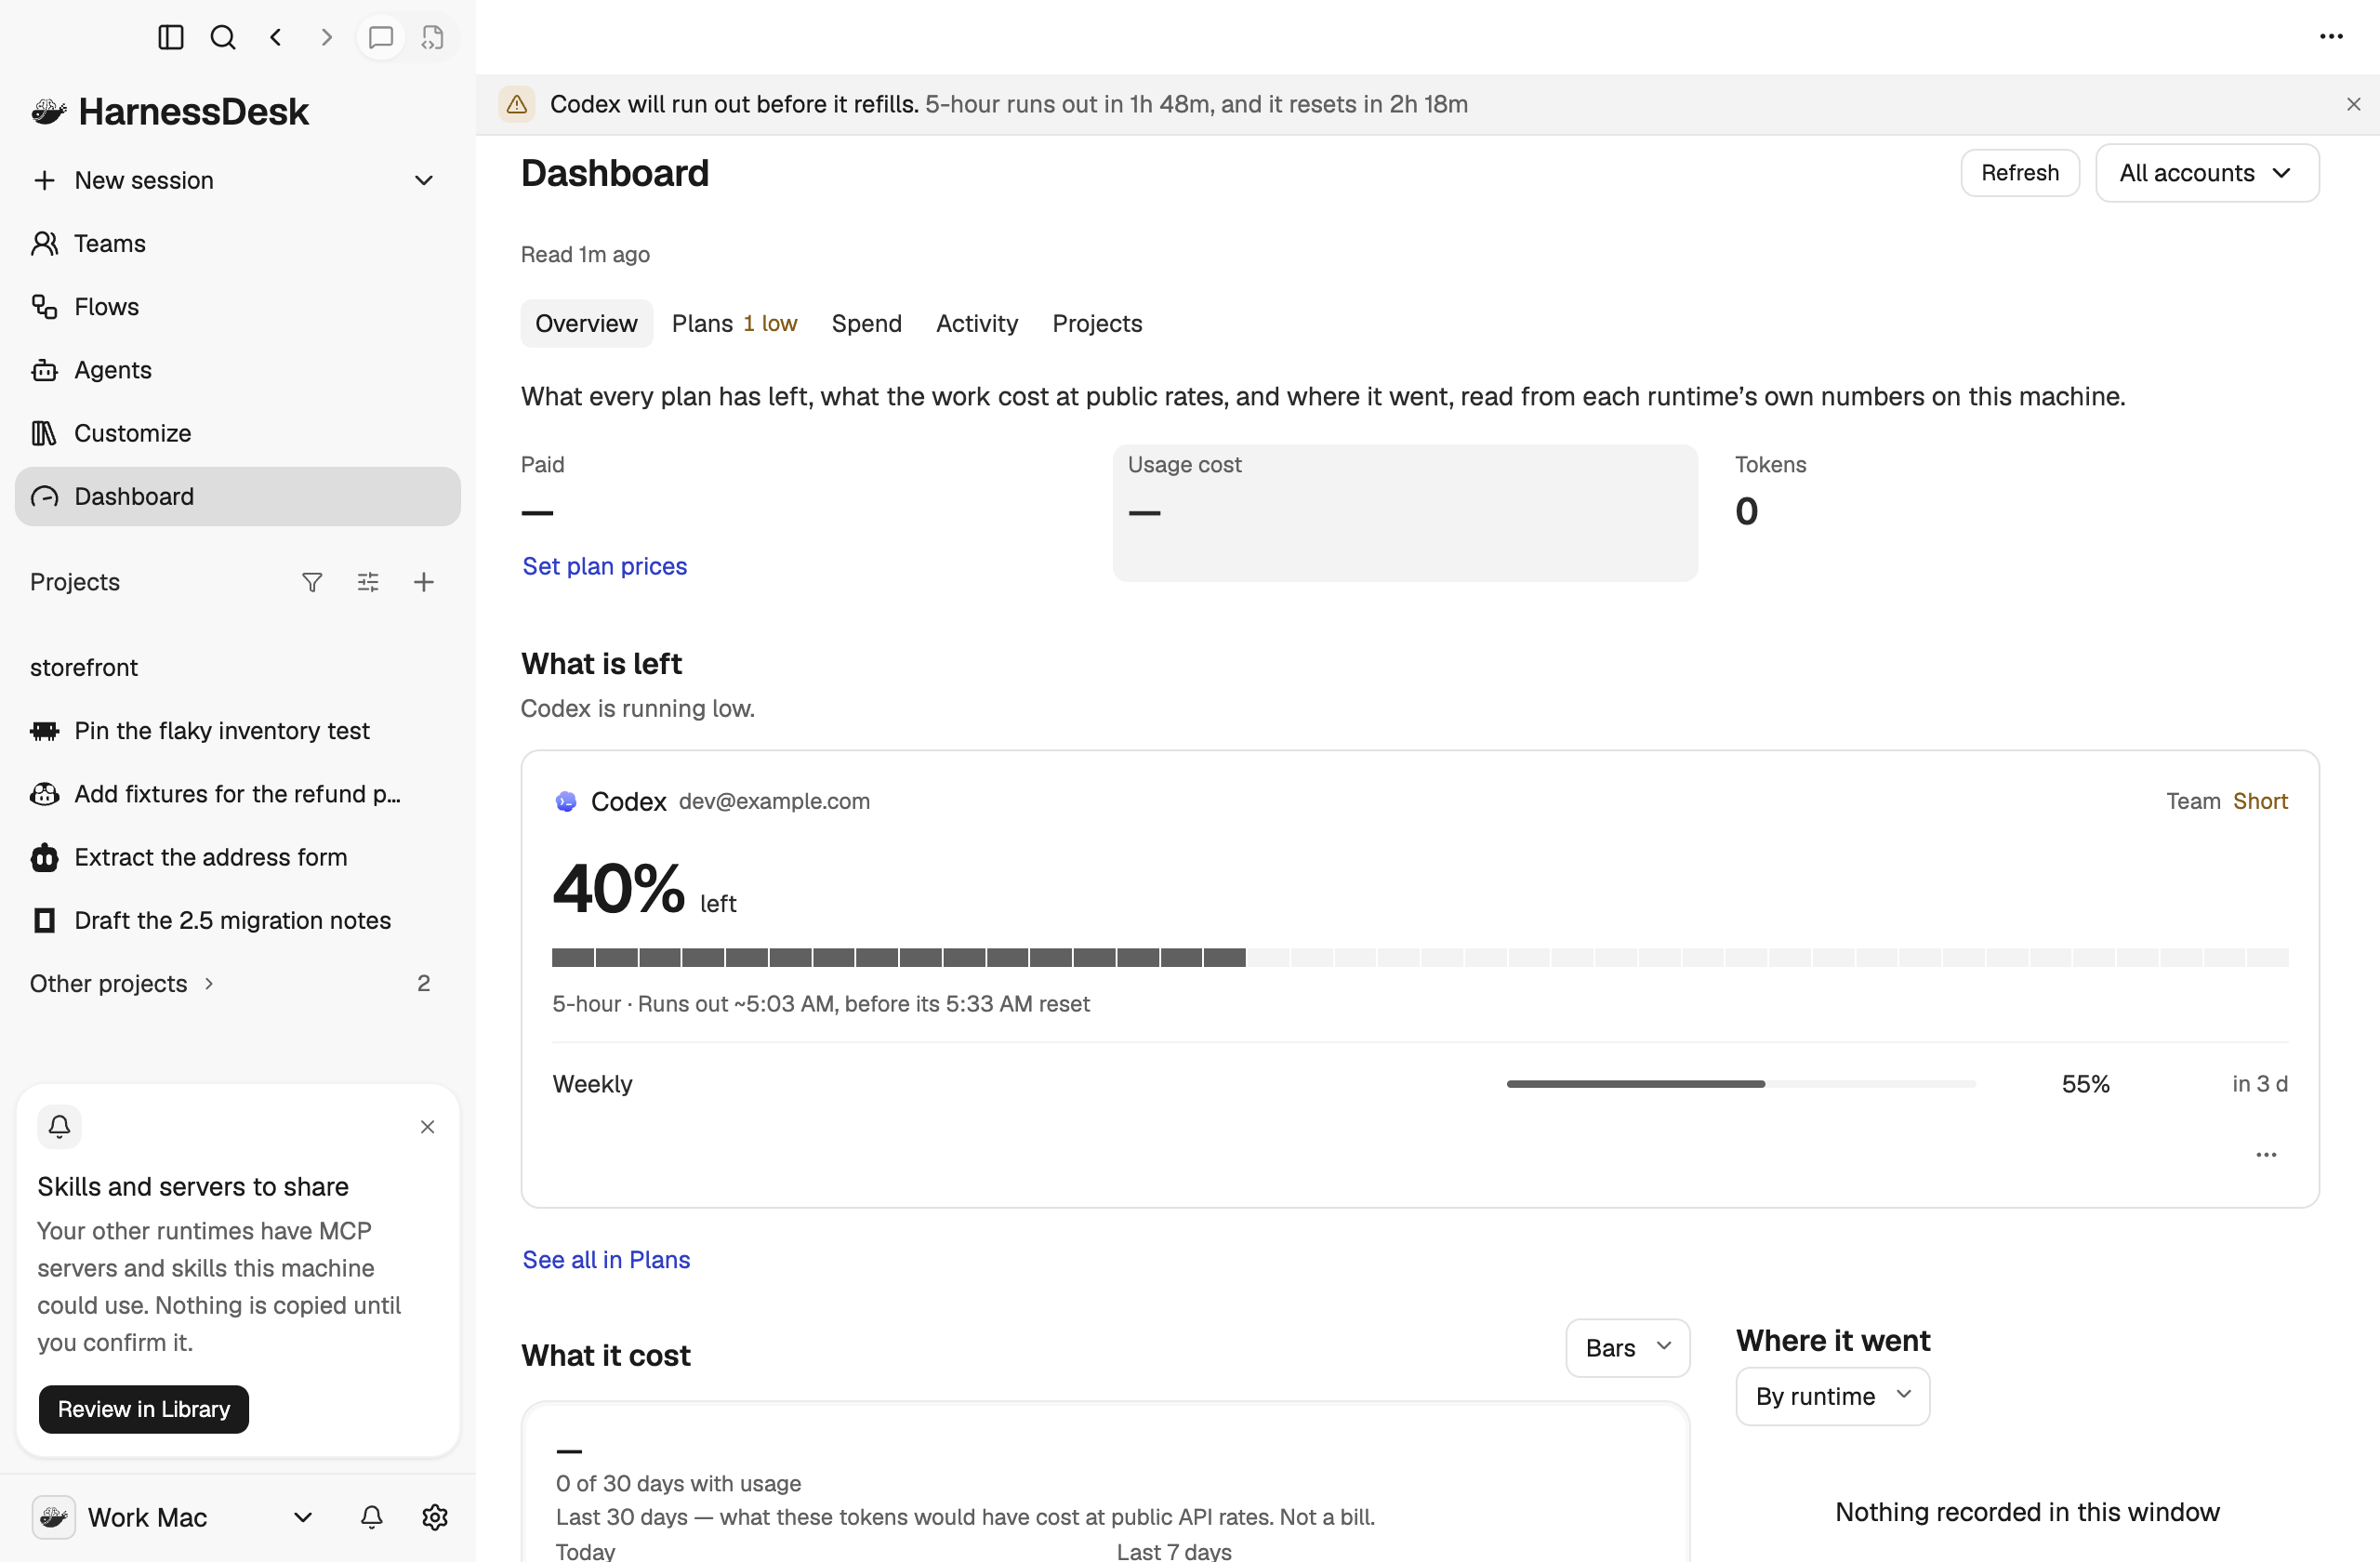 HarnessDesk
New session
Teams
Flows
Agents
Customize
Dashboard
Projects
storefront
Pin the flaky inventory test
Add fixtures for the refund p...
Extract the address form
Draft the 2.5 migration notes
Other projects
2
Skills and servers to share
Your other runtimes have MCP
servers and skills this machine
could use. Nothing is copied until
you confirm it.
Review in Library
Work Mac
Codex will run out before it refills. 5-hour runs out in 1h 48m, and it resets in 2h 18m
Dashboard
Refresh
All accounts
Read 1m ago
Overview
Plans 1 low
Spend
Activity
Projects
What every plan has left, what the work cost at public rates, and where it went, read from each runtime’s own numbers on this machine.
Paid
—
Set plan prices
Usage cost
—
Tokens
0
What is left
Codex is running low.
Codex dev@example.com
Team Short
40% left
5-hour · Runs out ~5:03 AM, before its 5:33 AM reset
Weekly
55%
in 3 d
See all in Plans
What it cost
Bars
—
0 of 30 days with usage
Last 30 days — what these tokens would have cost at public API rates. Not a bill.
Today
Last 7 days
Where it went
By runtime
Nothing recorded in this window